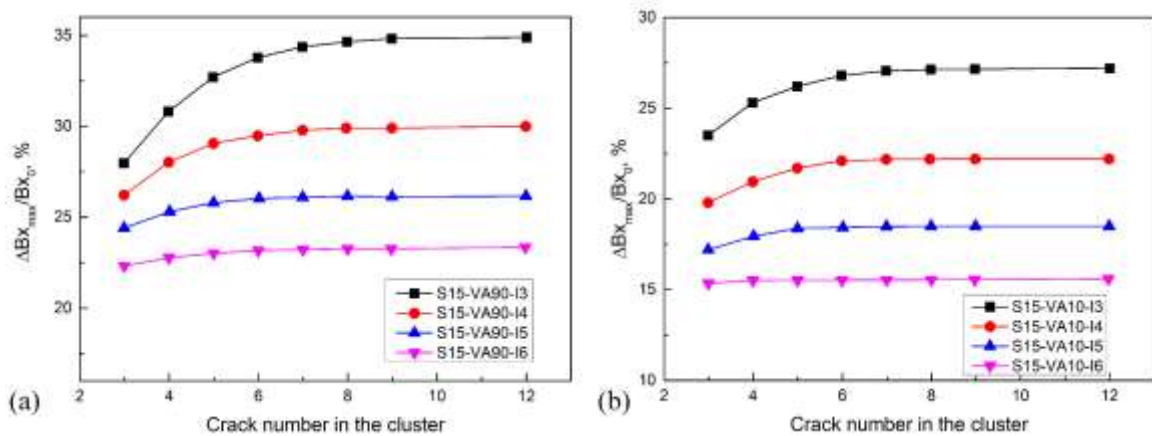 35
30
25
20
ΔBx_max/Bx_0, %
2 4 6 8 10 12
Crack number in the cluster
S15-VA90-I3
S15-VA90-I4
S15-VA90-I5
S15-VA90-I6
(a)
30
25
20
15
10
ΔBx_max/Bx_0, %
2 4 6 8 10 12
Crack number in the cluster
S15-VA10-I3
S15-VA10-I4
S15-VA10-I5
S15-VA10-I6
(b)